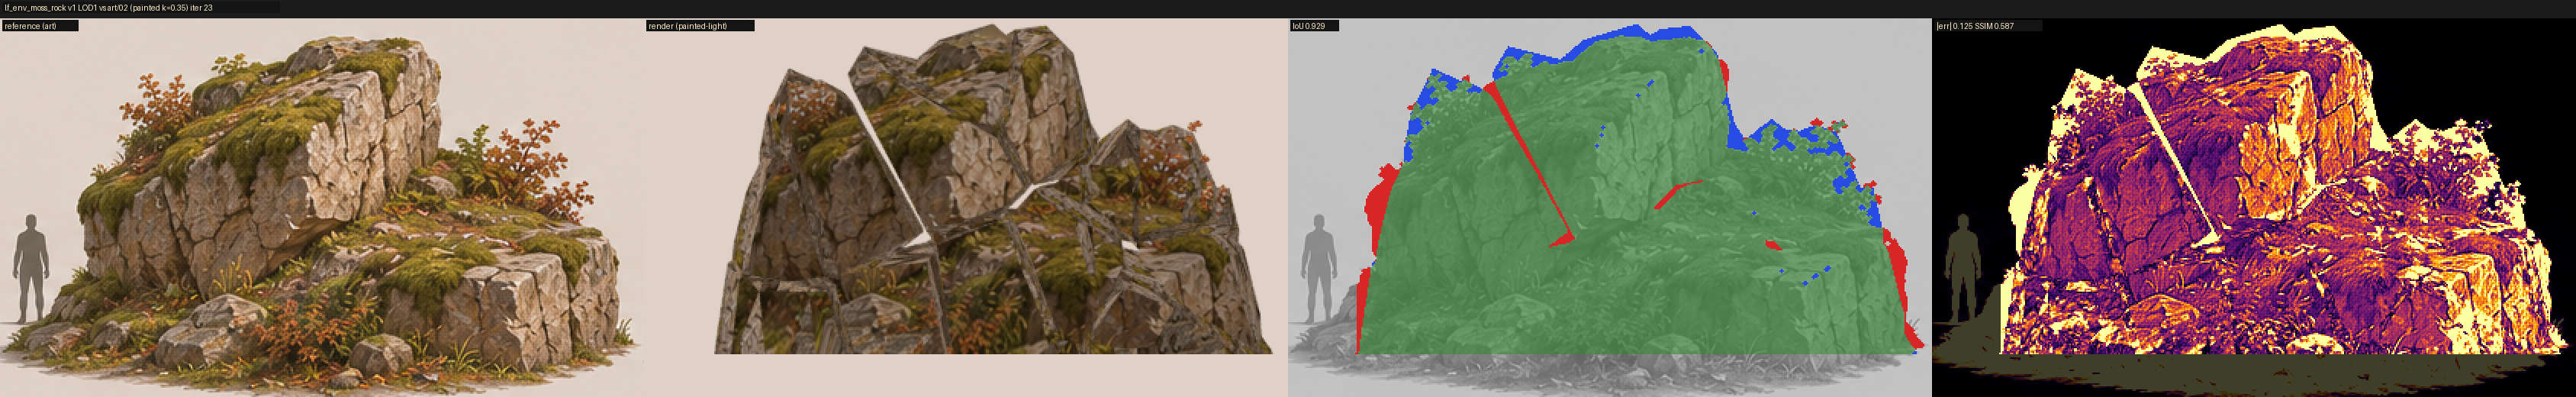 lf_env_moss_rock v1 LOD1 vs art/02 (painted k=0.35) iter 23
reference (art)
render (painted-light)
IoU 0.929
|err| 0.125 SSIM 0.587